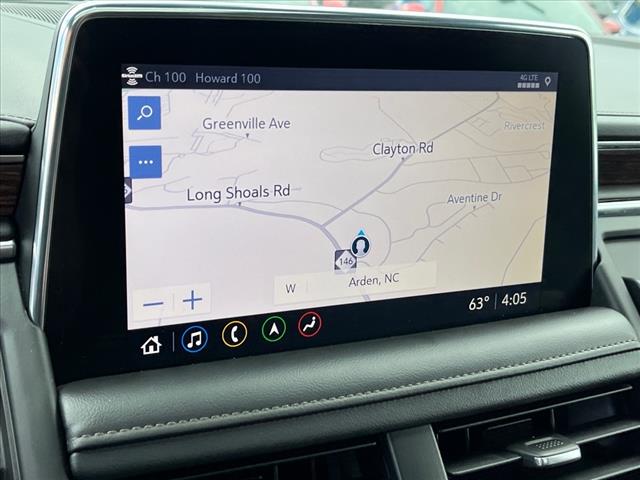 SiriusXM Ch 100 Howard 100 4G LTE
Greenville Ave
Rivercrest
Clayton Rd
Long Shoals Rd
Aventine Dr
146
W Arden, NC
63° 4:05